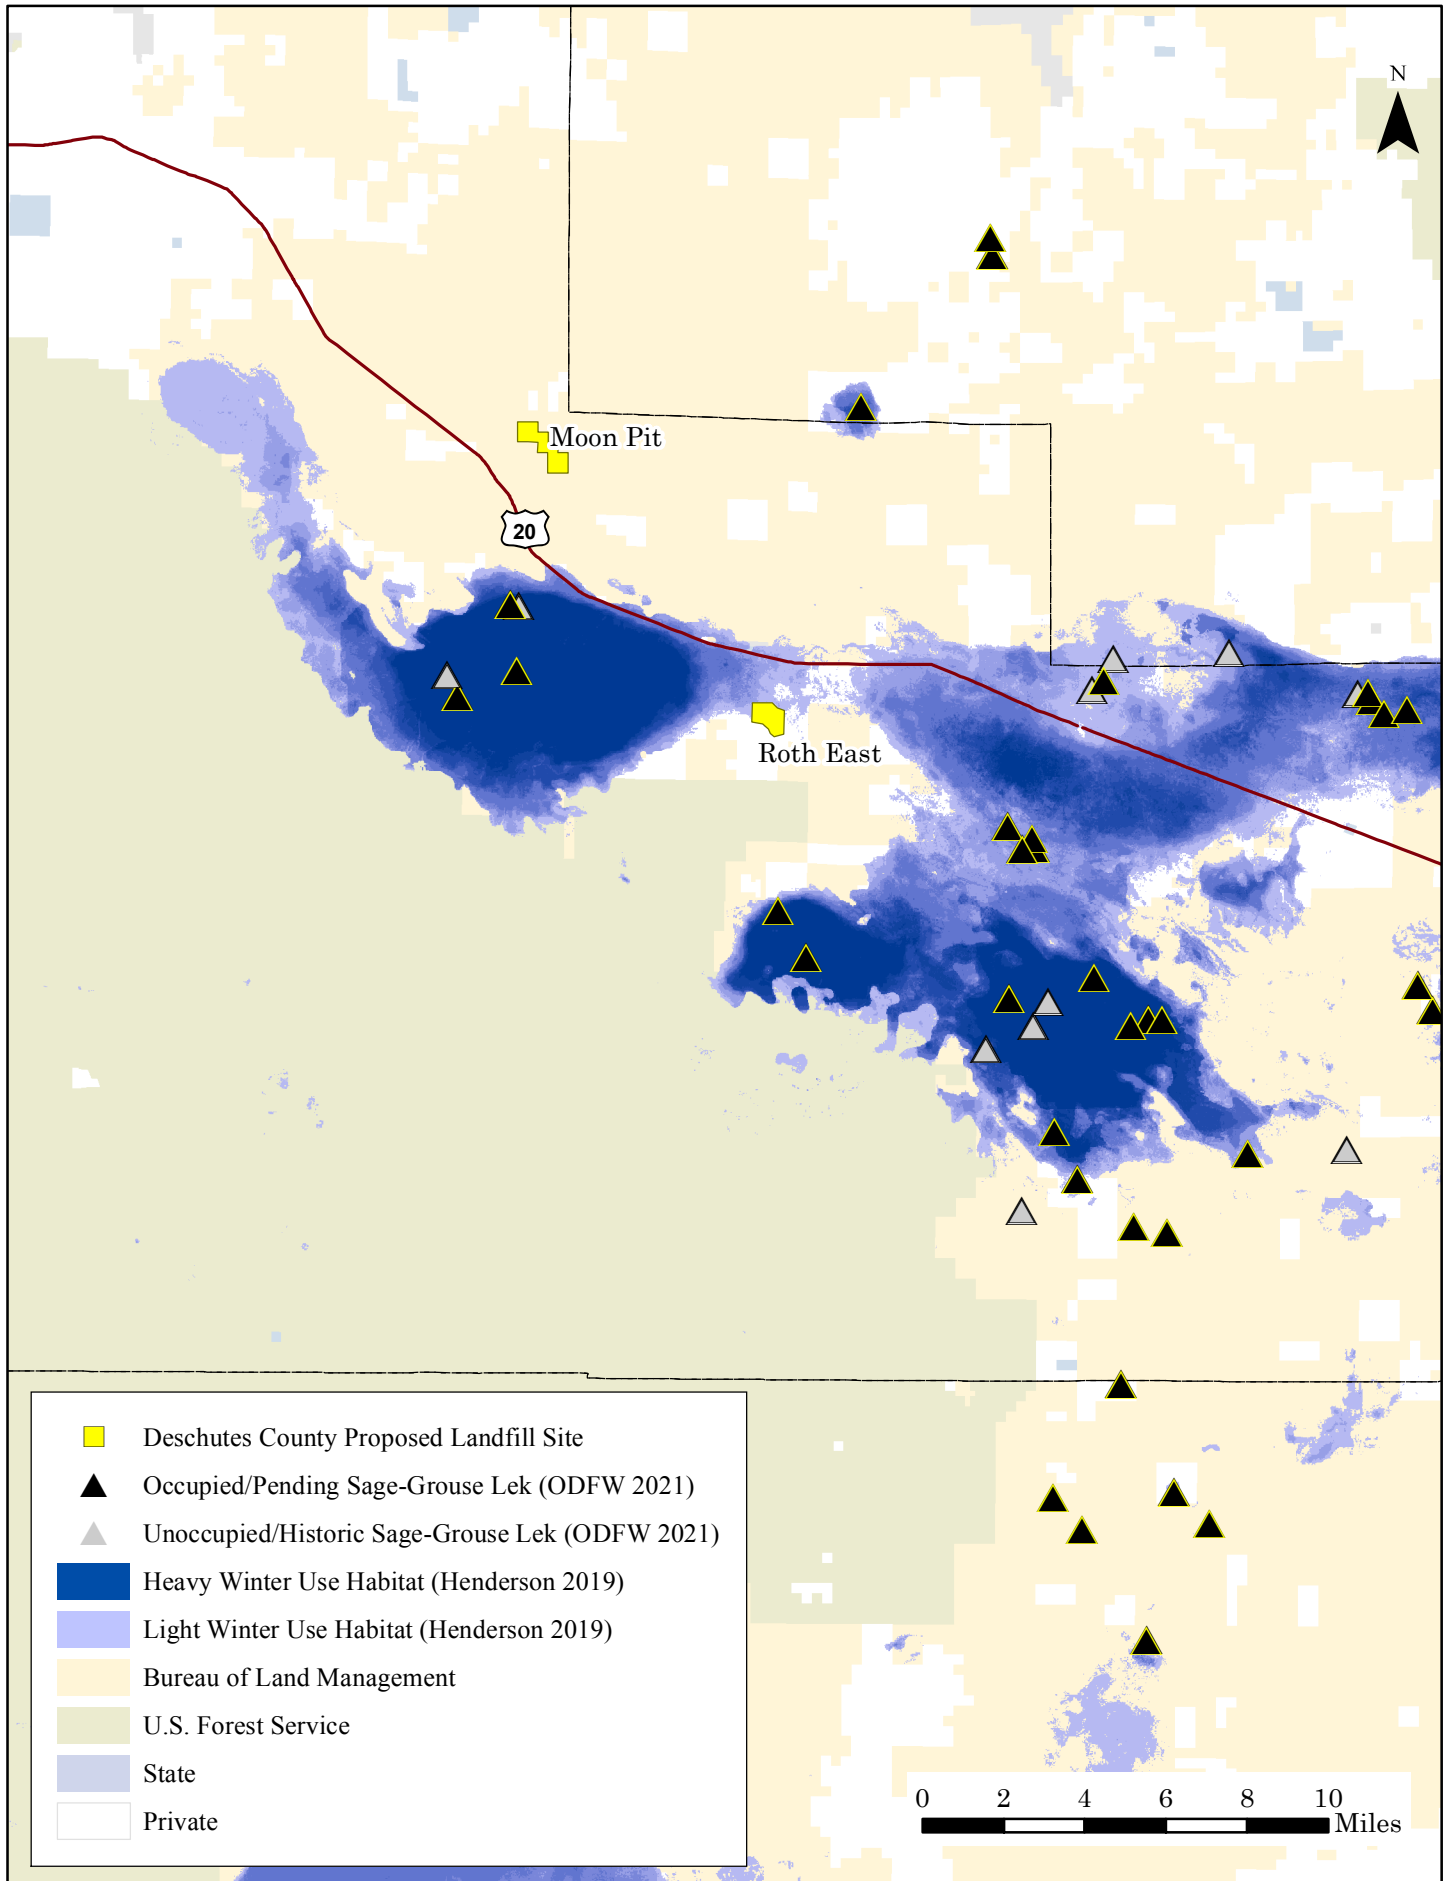 N
Moon Pit
20
Roth East
Deschutes County Proposed Landfill Site
Occupied/Pending Sage-Grouse Lek (ODFW 2021)
Unoccupied/Historic Sage-Grouse Lek (ODFW 2021)
Heavy Winter Use Habitat (Henderson 2019)
Light Winter Use Habitat (Henderson 2019)
Bureau of Land Management
U.S. Forest Service
State
Private
0 2 4 6 8 10
Miles